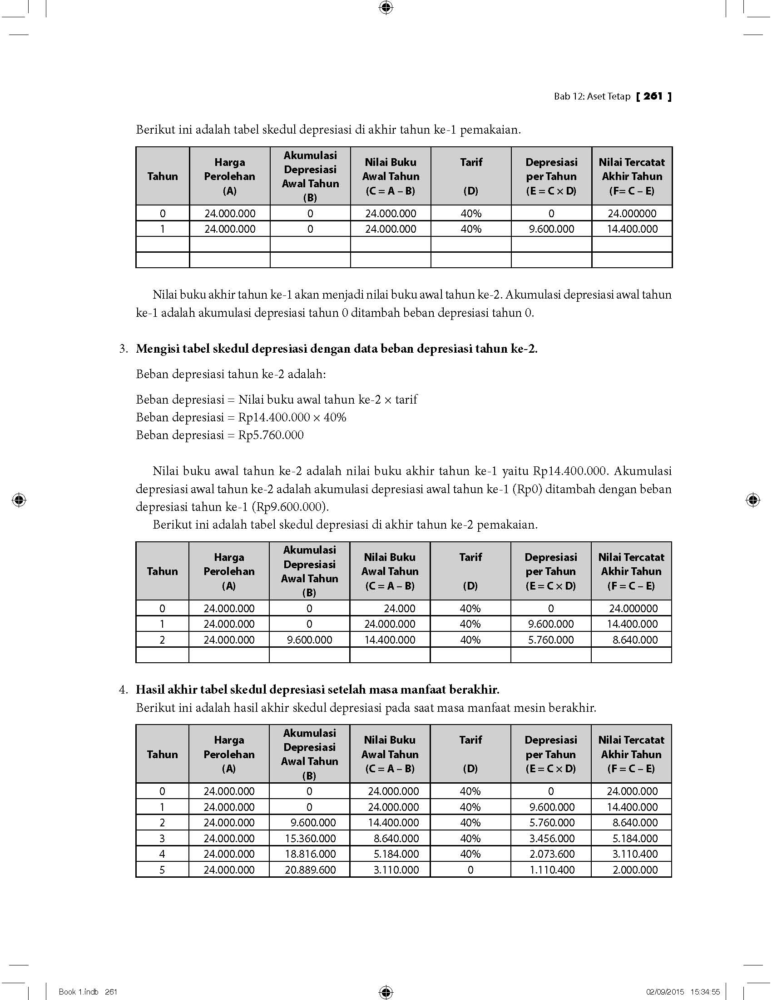 Bab 12: Aset Tetap [ 261 ]
Berikut ini adalah tabel skedul depresiasi di akhir tahun ke-1 pemakaian.
Tahun Harga Perolehan (A) Akumulasi Depresiasi Awal Tahun (B) Nilai Buku Awal Tahun (C = A – B) Tarif (D) Depresiasi per Tahun (E = C × D) Nilai Tercatat Akhir Tahun (F= C – E)
0 24.000.000 0 24.000.000 40% 0 24.000000
1 24.000.000 0 24.000.000 40% 9.600.000 14.400.000
Nilai buku akhir tahun ke-1 akan menjadi nilai buku awal tahun ke-2. Akumulasi depresiasi awal tahun
ke-1 adalah akumulasi depresiasi tahun 0 ditambah beban depresiasi tahun 0.
3. Mengisi tabel skedul depresiasi dengan data beban depresiasi tahun ke-2.
Beban depresiasi tahun ke-2 adalah:
Beban depresiasi = Nilai buku awal tahun ke-2 × tarif
Beban depresiasi = Rp14.400.000 × 40%
Beban depresiasi = Rp5.760.000
Nilai buku awal tahun ke-2 adalah nilai buku akhir tahun ke-1 yaitu Rp14.400.000. Akumulasi
depresiasi awal tahun ke-2 adalah akumulasi depresiasi awal tahun ke-1 (Rp0) ditambah dengan beban
depresiasi tahun ke-1 (Rp9.600.000).
Berikut ini adalah tabel skedul depresiasi di akhir tahun ke-2 pemakaian.
Tahun Harga Perolehan (A) Akumulasi Depresiasi Awal Tahun (B) Nilai Buku Awal Tahun (C = A – B) Tarif (D) Depresiasi per Tahun (E = C × D) Nilai Tercatat Akhir Tahun (F = C – E)
0 24.000.000 0 24.000 40% 0 24.000000
1 24.000.000 0 24.000.000 40% 9.600.000 14.400.000
2 24.000.000 9.600.000 14.400.000 40% 5.760.000 8.640.000
4. Hasil akhir tabel skedul depresiasi setelah masa manfaat berakhir.
Berikut ini adalah hasil akhir skedul depresiasi pada saat masa manfaat mesin berakhir.
Tahun Harga Perolehan (A) Akumulasi Depresiasi Awal Tahun (B) Nilai Buku Awal Tahun (C = A – B) Tarif (D) Depresiasi per Tahun (E = C × D) Nilai Tercatat Akhir Tahun (F = C – E)
0 24.000.000 0 24.000.000 40% 0 24.000.000
1 24.000.000 0 24.000.000 40% 9.600.000 14.400.000
2 24.000.000 9.600.000 14.400.000 40% 5.760.000 8.640.000
3 24.000.000 15.360.000 8.640.000 40% 3.456.000 5.184.000
4 24.000.000 18.816.000 5.184.000 40% 2.073.600 3.110.400
5 24.000.000 20.889.600 3.110.000 0 1.110.400 2.000.000
Book 1.indb 261 02/09/2015 15:34:55